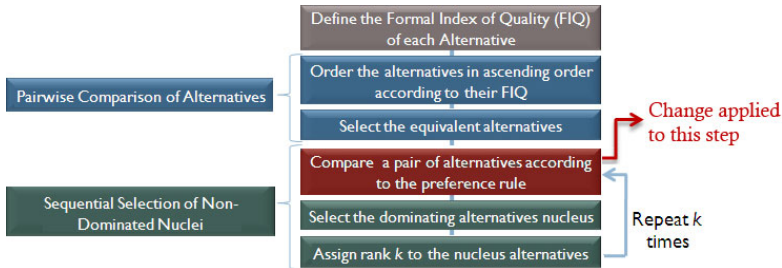 Define the Formal Index of Quality (FIQ)
of each Alternative
Pairwise Comparison of Alternatives
Order the alternatives in ascending order
according to their FIQ
Select the equivalent alternatives
Change applied
to this step
Compare a pair of alternatives according
to the preference rule
Sequential Selection of Non-
Dominated Nuclei
Select the dominating alternatives nucleus
Assign rank k to the nucleus alternatives
Repeat k
times